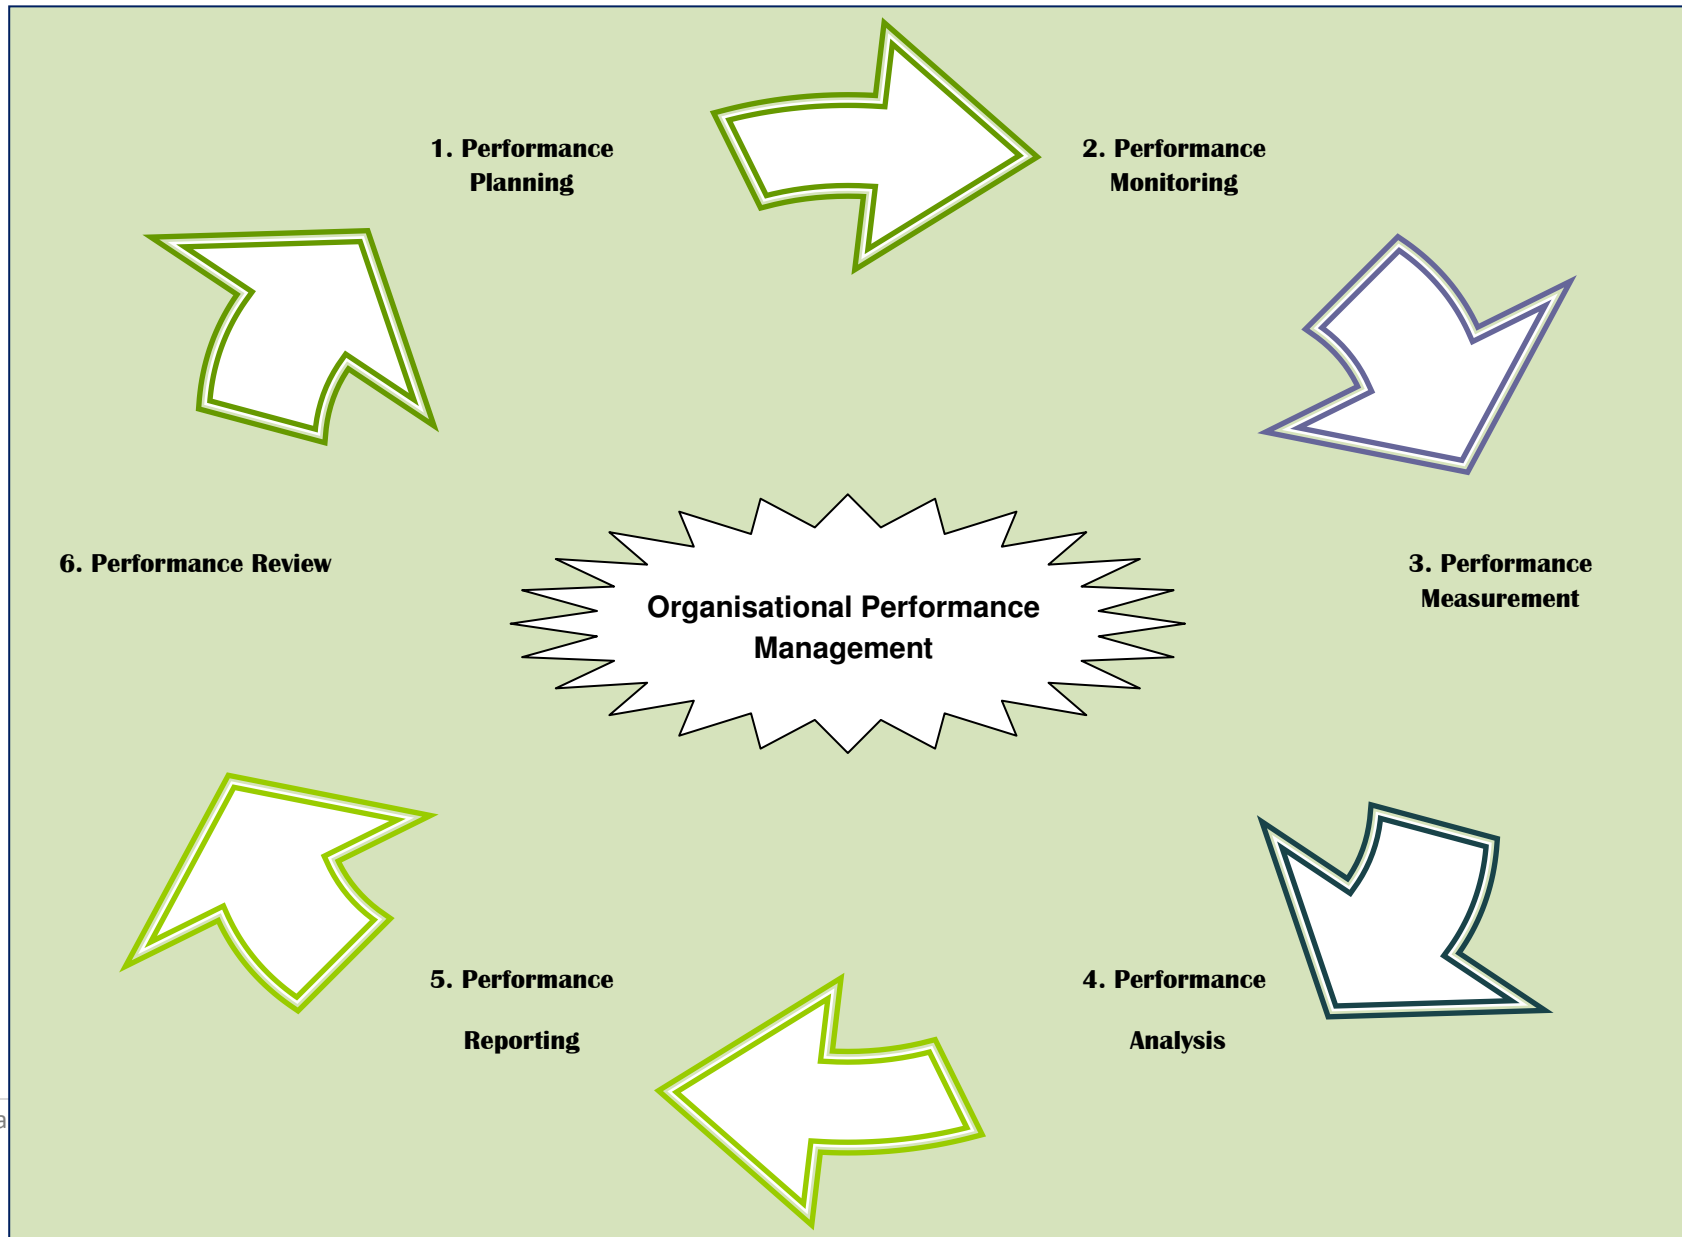 1. Performance
Planning
2. Performance
Monitoring
3. Performance
Measurement
4. Performance
Analysis
5. Performance
Reporting
6. Performance Review
Organisational Performance
Management